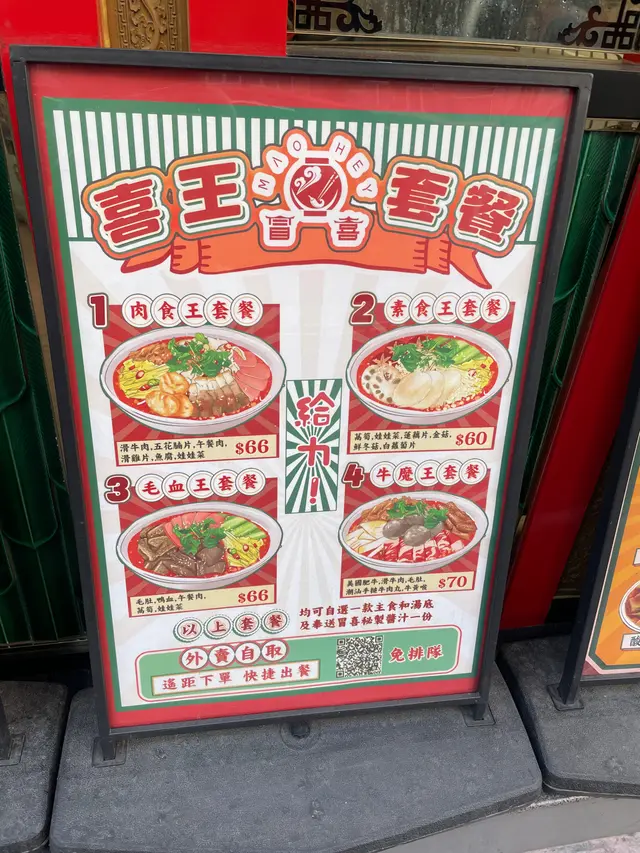 MAO HEY
喜王
冒喜
套餐
1 肉食王套餐
滑牛肉,五花腩片,午餐肉,
滑雞片,魚腐,娃娃菜
$66
2 素食王套餐
萵筍,娃娃菜,蓮藕片,金菇,
鮮冬菇,白蘿蔔片
$60
給力!
3 毛血王套餐
毛肚,鴨血,午餐肉,
萵筍,娃娃菜
$66
4 牛魔王套餐
美國肥牛,滑牛肉,毛肚,
潮汕手槌牛肉丸,牛黃喉
$70
以上套餐
均可自選一款主食和湯底
及奉送冒喜秘製醬汁一份
外賣自取
遙距下單 快捷出餐
免排隊
酸